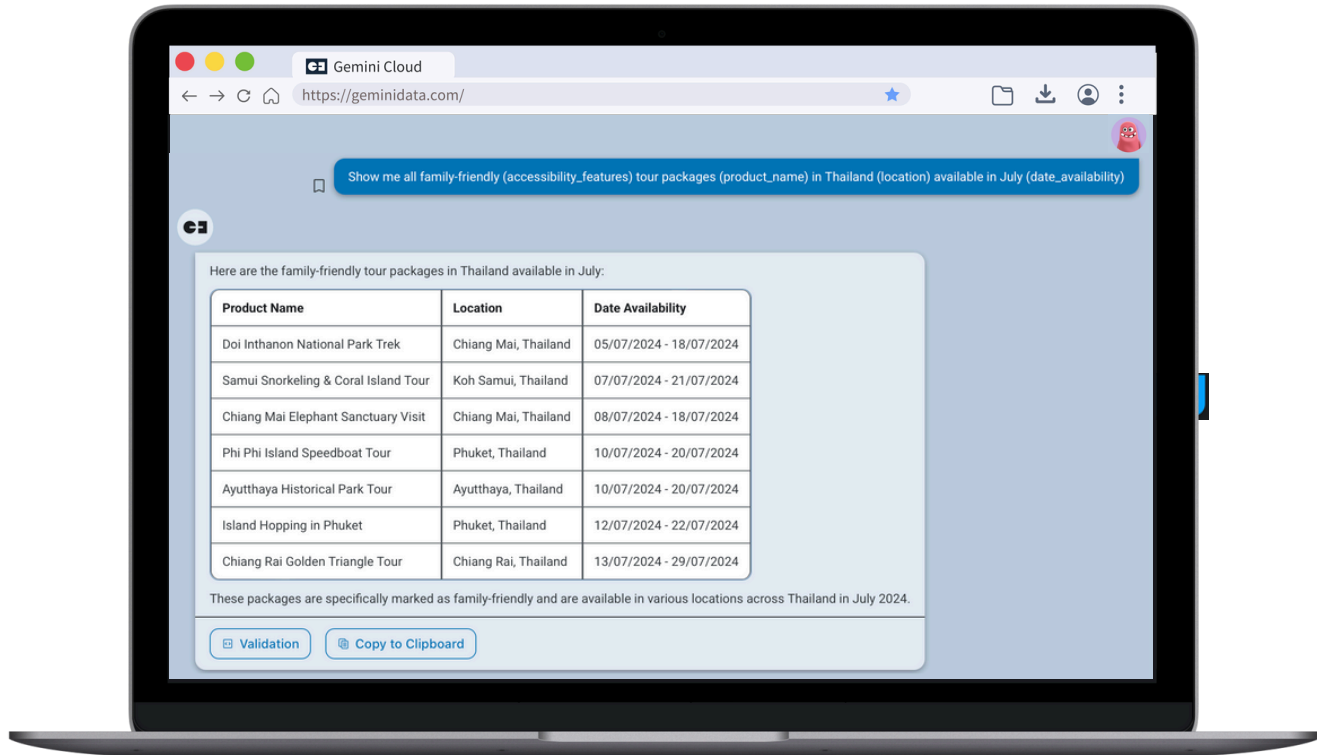 Gemini Cloud
https://geminidata.com/
Show me all family-friendly (accessibility_features) tour packages (product_name) in Thailand (location) available in July (date_availability)
Here are the family-friendly tour packages in Thailand available in July:
Product Name Location Date Availability
Doi Inthanon National Park Trek Chiang Mai, Thailand 05/07/2024 - 18/07/2024
Samui Snorkeling & Coral Island Tour Koh Samui, Thailand 07/07/2024 - 21/07/2024
Chiang Mai Elephant Sanctuary Visit Chiang Mai, Thailand 08/07/2024 - 18/07/2024
Phi Phi Island Speedboat Tour Phuket, Thailand 10/07/2024 - 20/07/2024
Ayutthaya Historical Park Tour Ayutthaya, Thailand 10/07/2024 - 20/07/2024
Island Hopping in Phuket Phuket, Thailand 12/07/2024 - 22/07/2024
Chiang Rai Golden Triangle Tour Chiang Rai, Thailand 13/07/2024 - 29/07/2024
These packages are specifically marked as family-friendly and are available in various locations across Thailand in July 2024.
Validation Copy to Clipboard